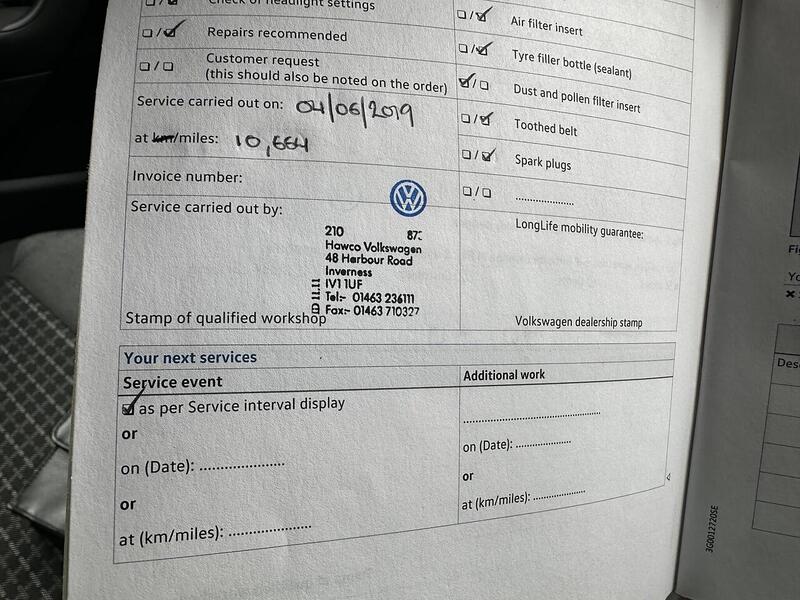 Check of headlight settings
Repairs recommended
Customer request
(this should also be noted on the order)
Service carried out on: 04/06/2019
at km/miles: 10,664
Invoice number:
Service carried out by:
210 87
Hawco Volkswagen
48 Harbour Road
Inverness
IV1 1UF
Tel:- 01463 236111
Fax:- 01463 710327
Stamp of qualified workshop
Air filter insert
Tyre filler bottle (sealant)
Dust and pollen filter insert
Toothed belt
Spark plugs
LongLife mobility guarantee:
Volkswagen dealership stamp
Your next services
Service event
as per Service interval display
or
on (Date):
or
at (km/miles):
Additional work
on (Date):
or
at (km/miles):
3G0012720SE